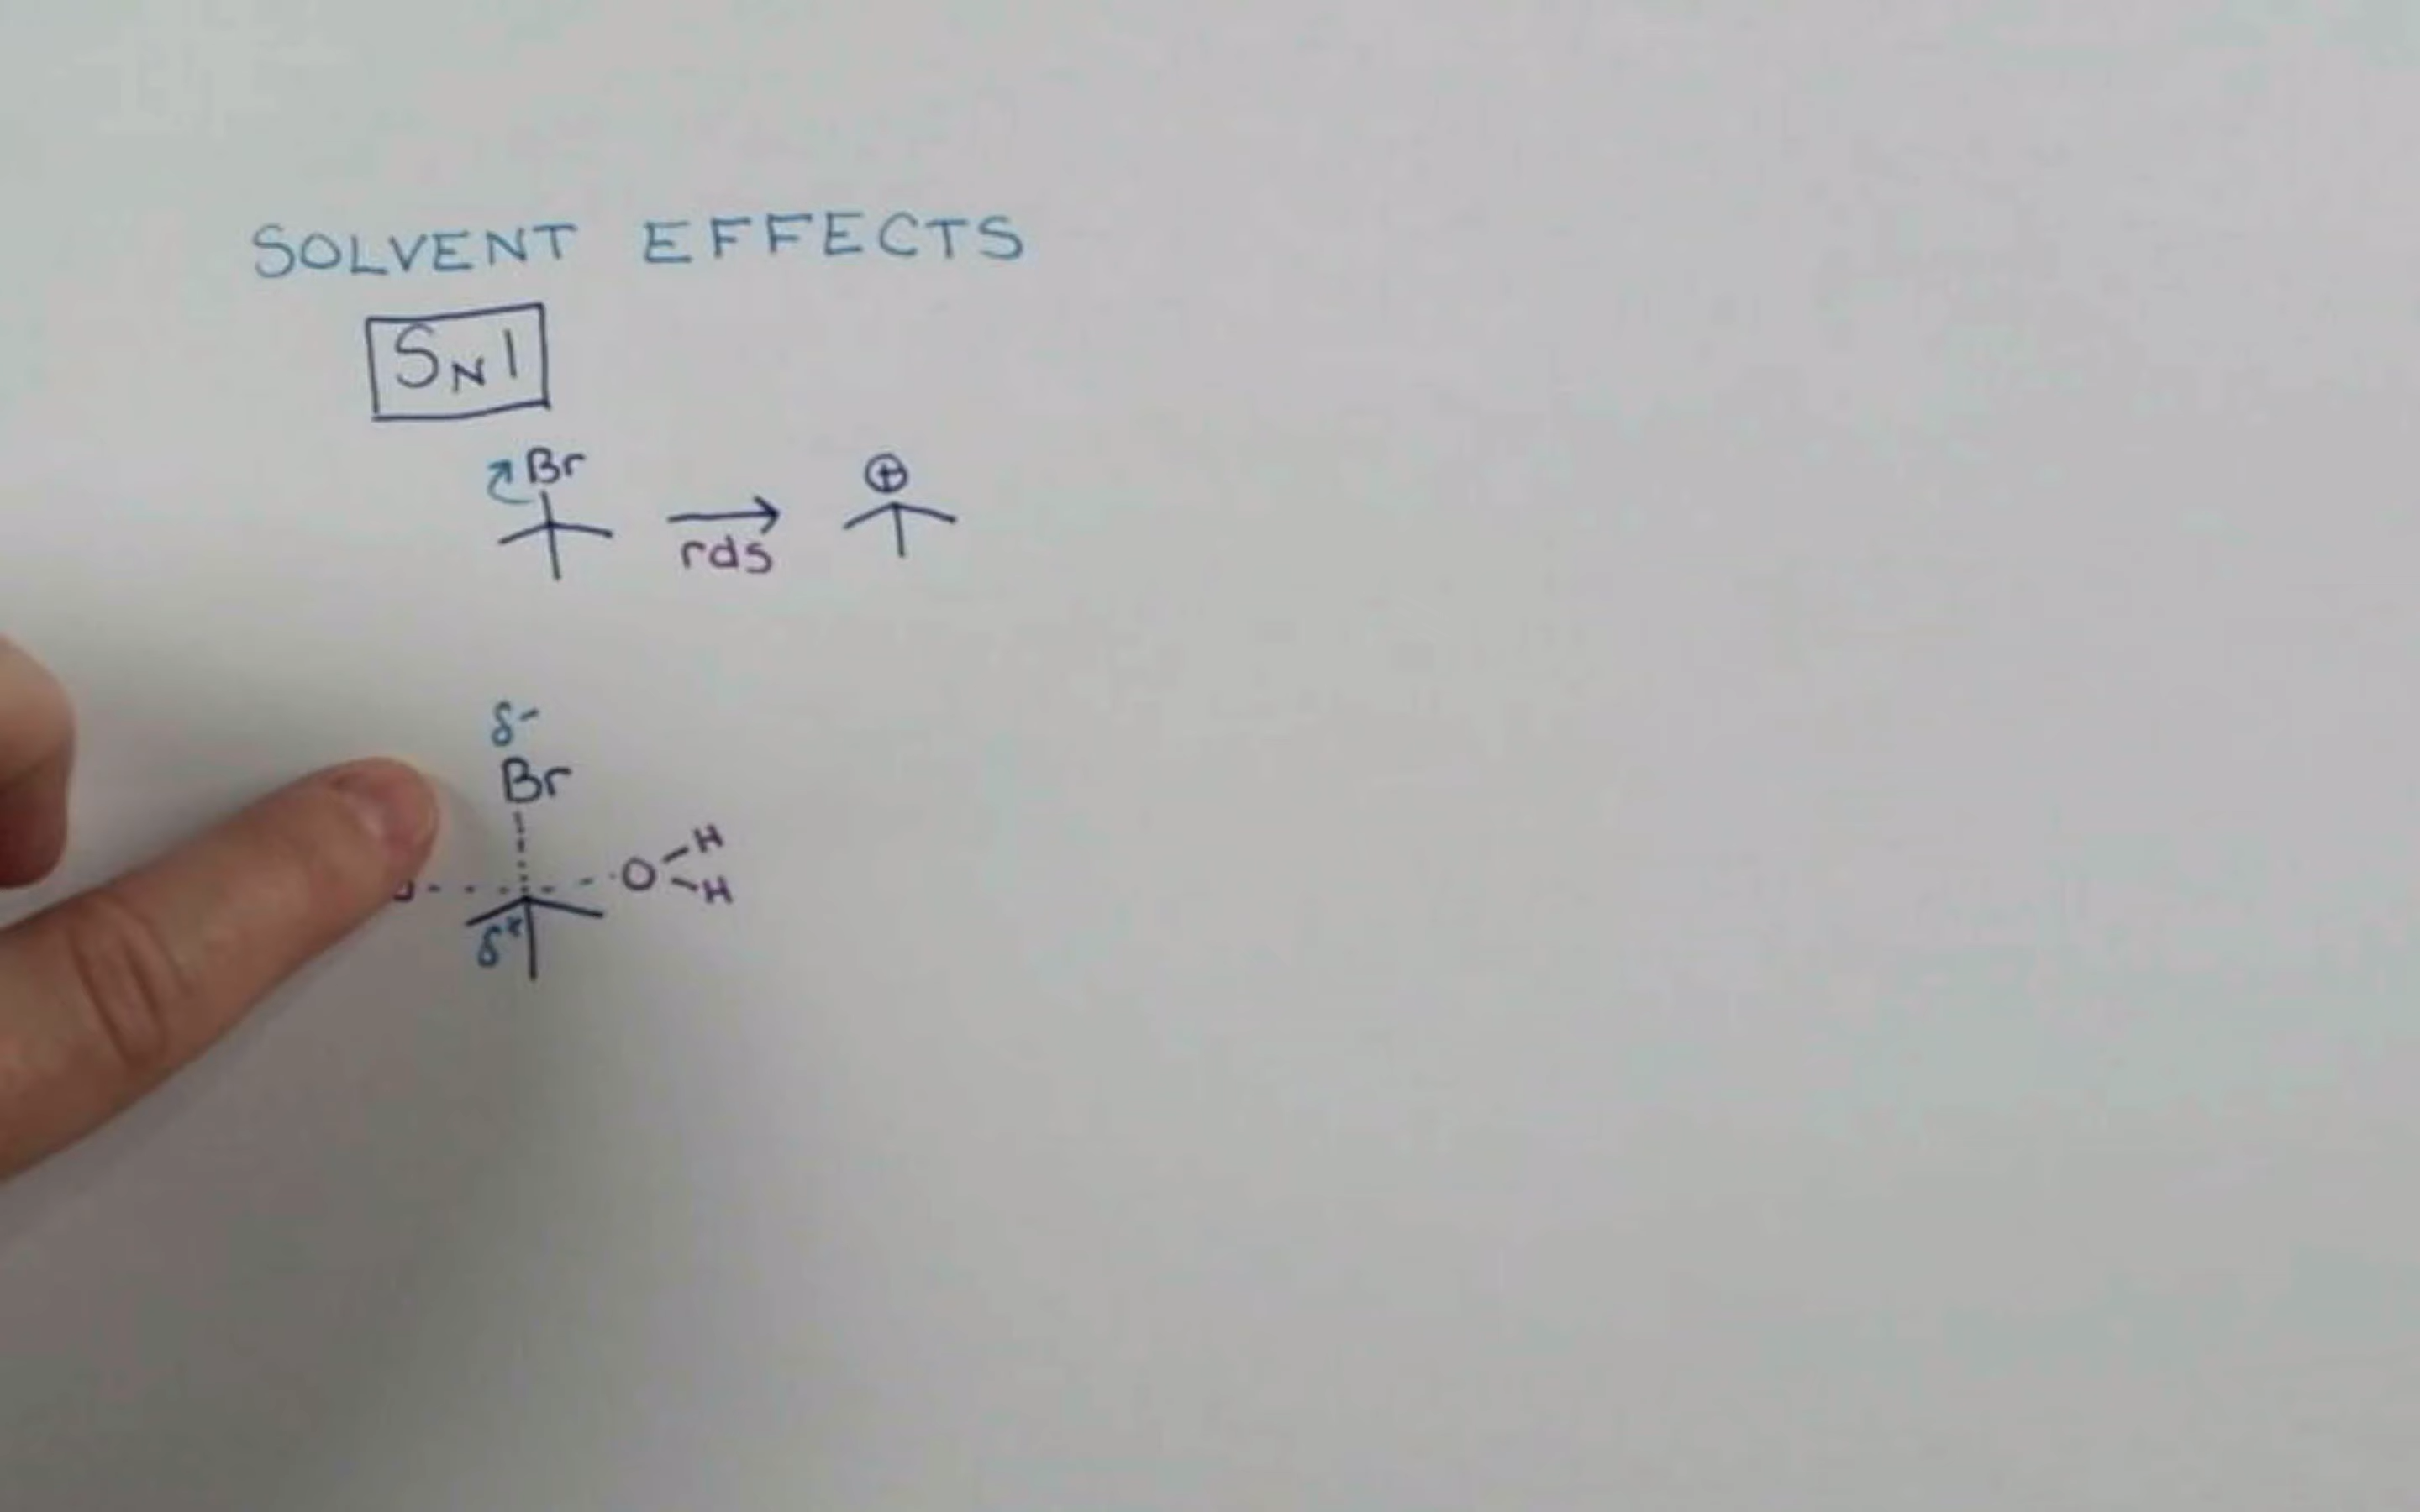 SOLVENT EFFECTS
SN1
Br
⊕
rds
δ-
Br
H
O
H
δ+